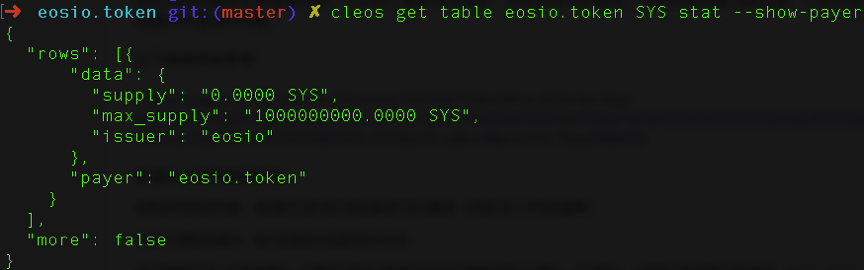 [➜  eosio.token git:(master) ✗ cleos get table eosio.token SYS stat --show-payer
{
  "rows": [{
      "data": {
        "supply": "0.0000 SYS",
        "max_supply": "1000000000.0000 SYS",
        "issuer": "eosio"
      },
      "payer": "eosio.token"
    }
  ],
  "more": false
}